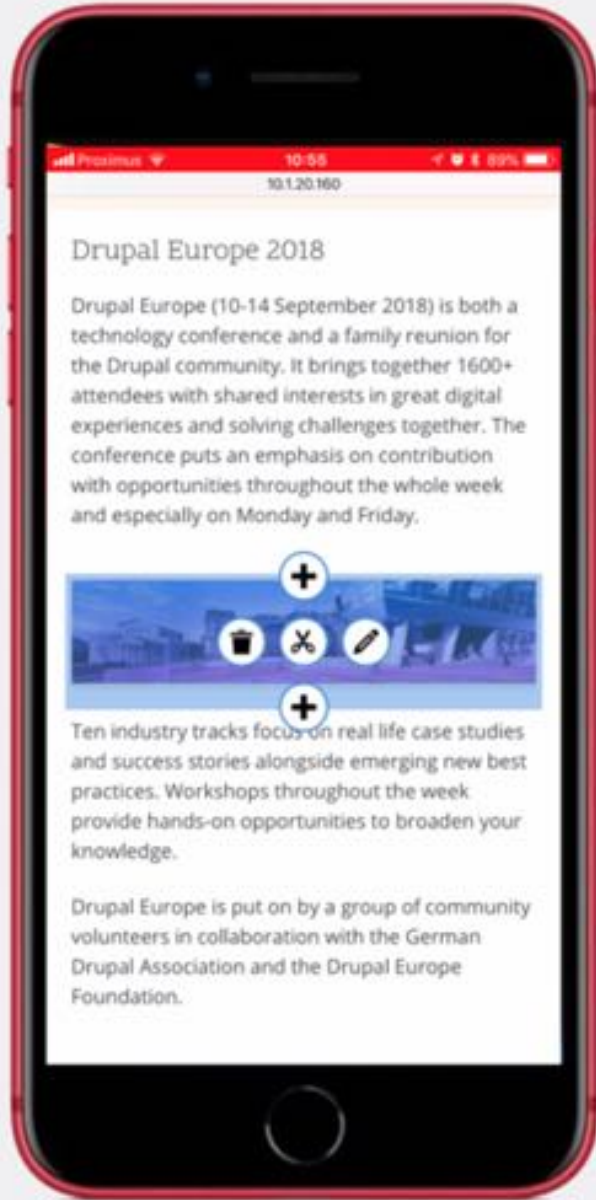 Proximus 10:55 89%
10.1.20.160
Drupal Europe 2018
Drupal Europe (10-14 September 2018) is both a
technology conference and a family reunion for
the Drupal community. It brings together 1600+
attendees with shared interests in great digital
experiences and solving challenges together. The
conference puts an emphasis on contribution
with opportunities throughout the whole week
and especially on Monday and Friday.
Ten industry tracks focus on real life case studies
and success stories alongside emerging new best
practices. Workshops throughout the week
provide hands-on opportunities to broaden your
knowledge.
Drupal Europe is put on by a group of community
volunteers in collaboration with the German
Drupal Association and the Drupal Europe
Foundation.